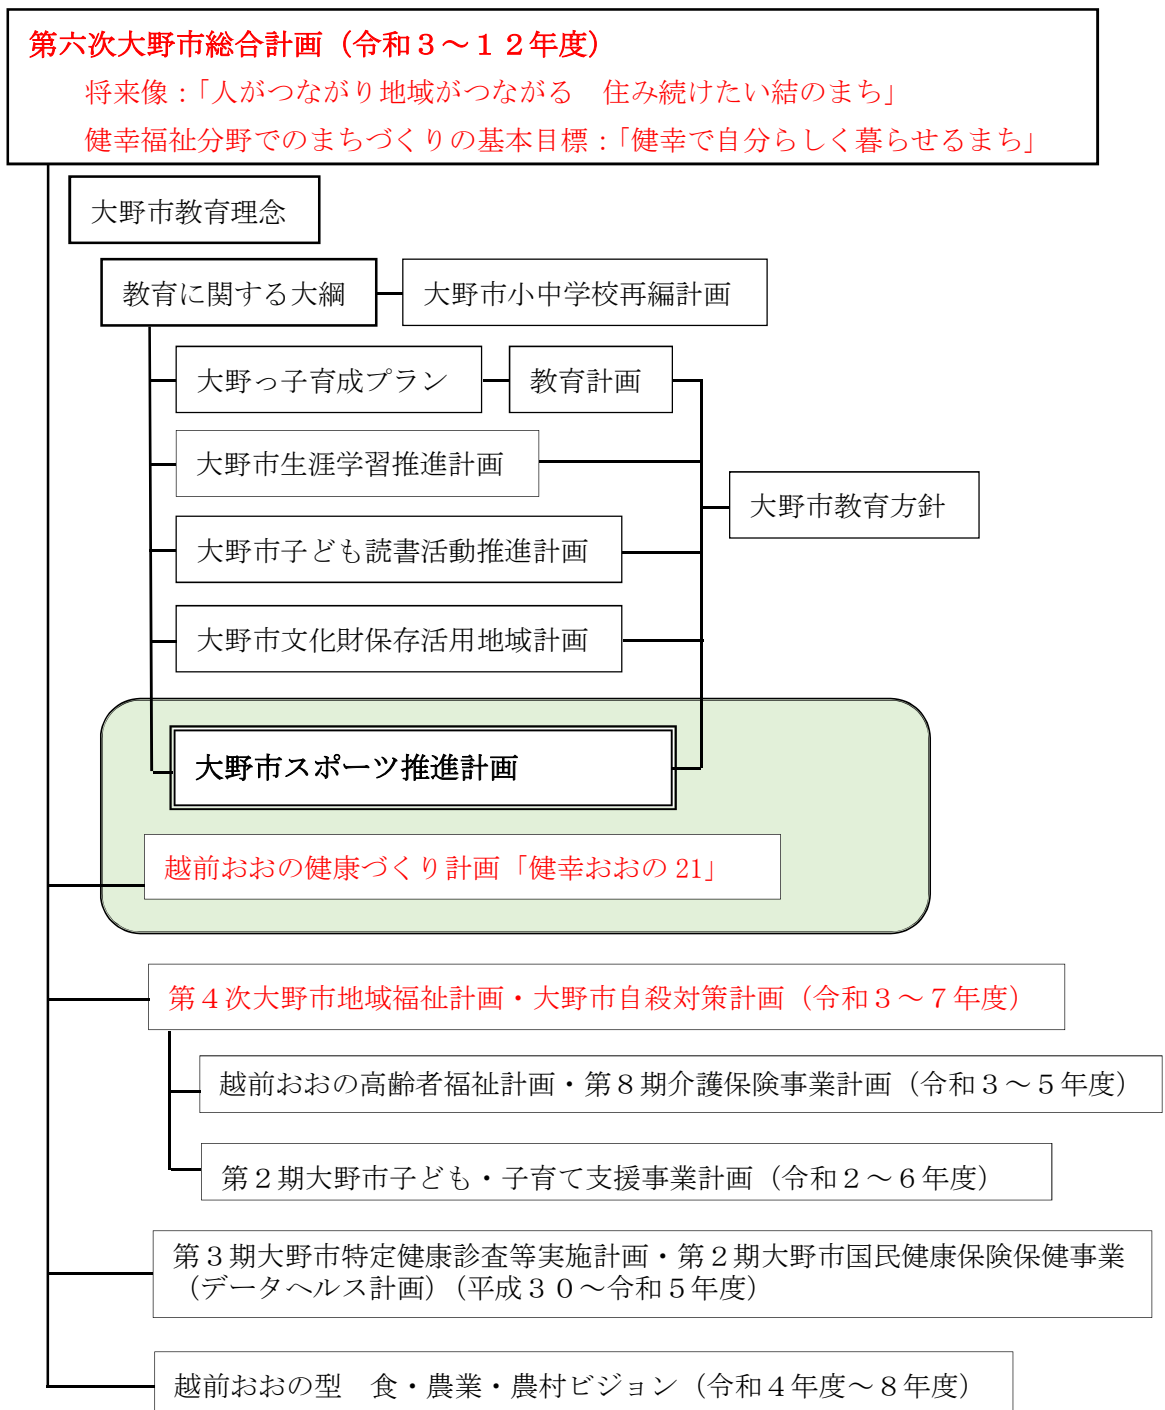 第六次大野市総合計画（令和３～１２年度）
将来像：「人がつながり地域がつながる　住み続けたい結のまち」
健幸福祉分野でのまちづくりの基本目標：「健幸で自分らしく暮らせるまち」
大野市教育理念
教育に関する大綱
大野市小中学校再編計画
大野っ子育成プラン
教育計画
大野市生涯学習推進計画
大野市教育方針
大野市子ども読書活動推進計画
大野市文化財保存活用地域計画
大野市スポーツ推進計画
越前おおの健康づくり計画「健幸おおの 21」
第４次大野市地域福祉計画・大野市自殺対策計画（令和３～７年度）
越前おおの高齢者福祉計画・第８期介護保険事業計画（令和３～５年度）
第２期大野市子ども・子育て支援事業計画（令和２～６年度）
第３期大野市特定健康診査等実施計画・第２期大野市国民健康保険保健事業
（データヘルス計画）（平成３０～令和５年度）
越前おおの型　食・農業・農村ビジョン（令和４年度～８年度）